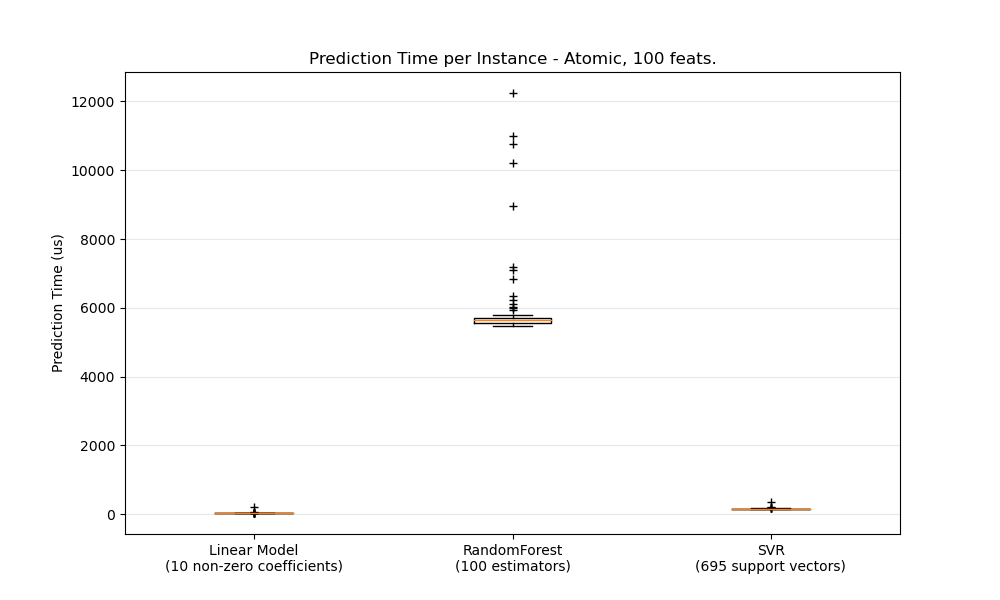 Prediction Time per Instance - Atomic, 100 feats.
Prediction Time (us)
12000
10000
8000
6000
4000
2000
0
Linear Model
(10 non-zero coefficients)
RandomForest
(100 estimators)
SVR
(695 support vectors)